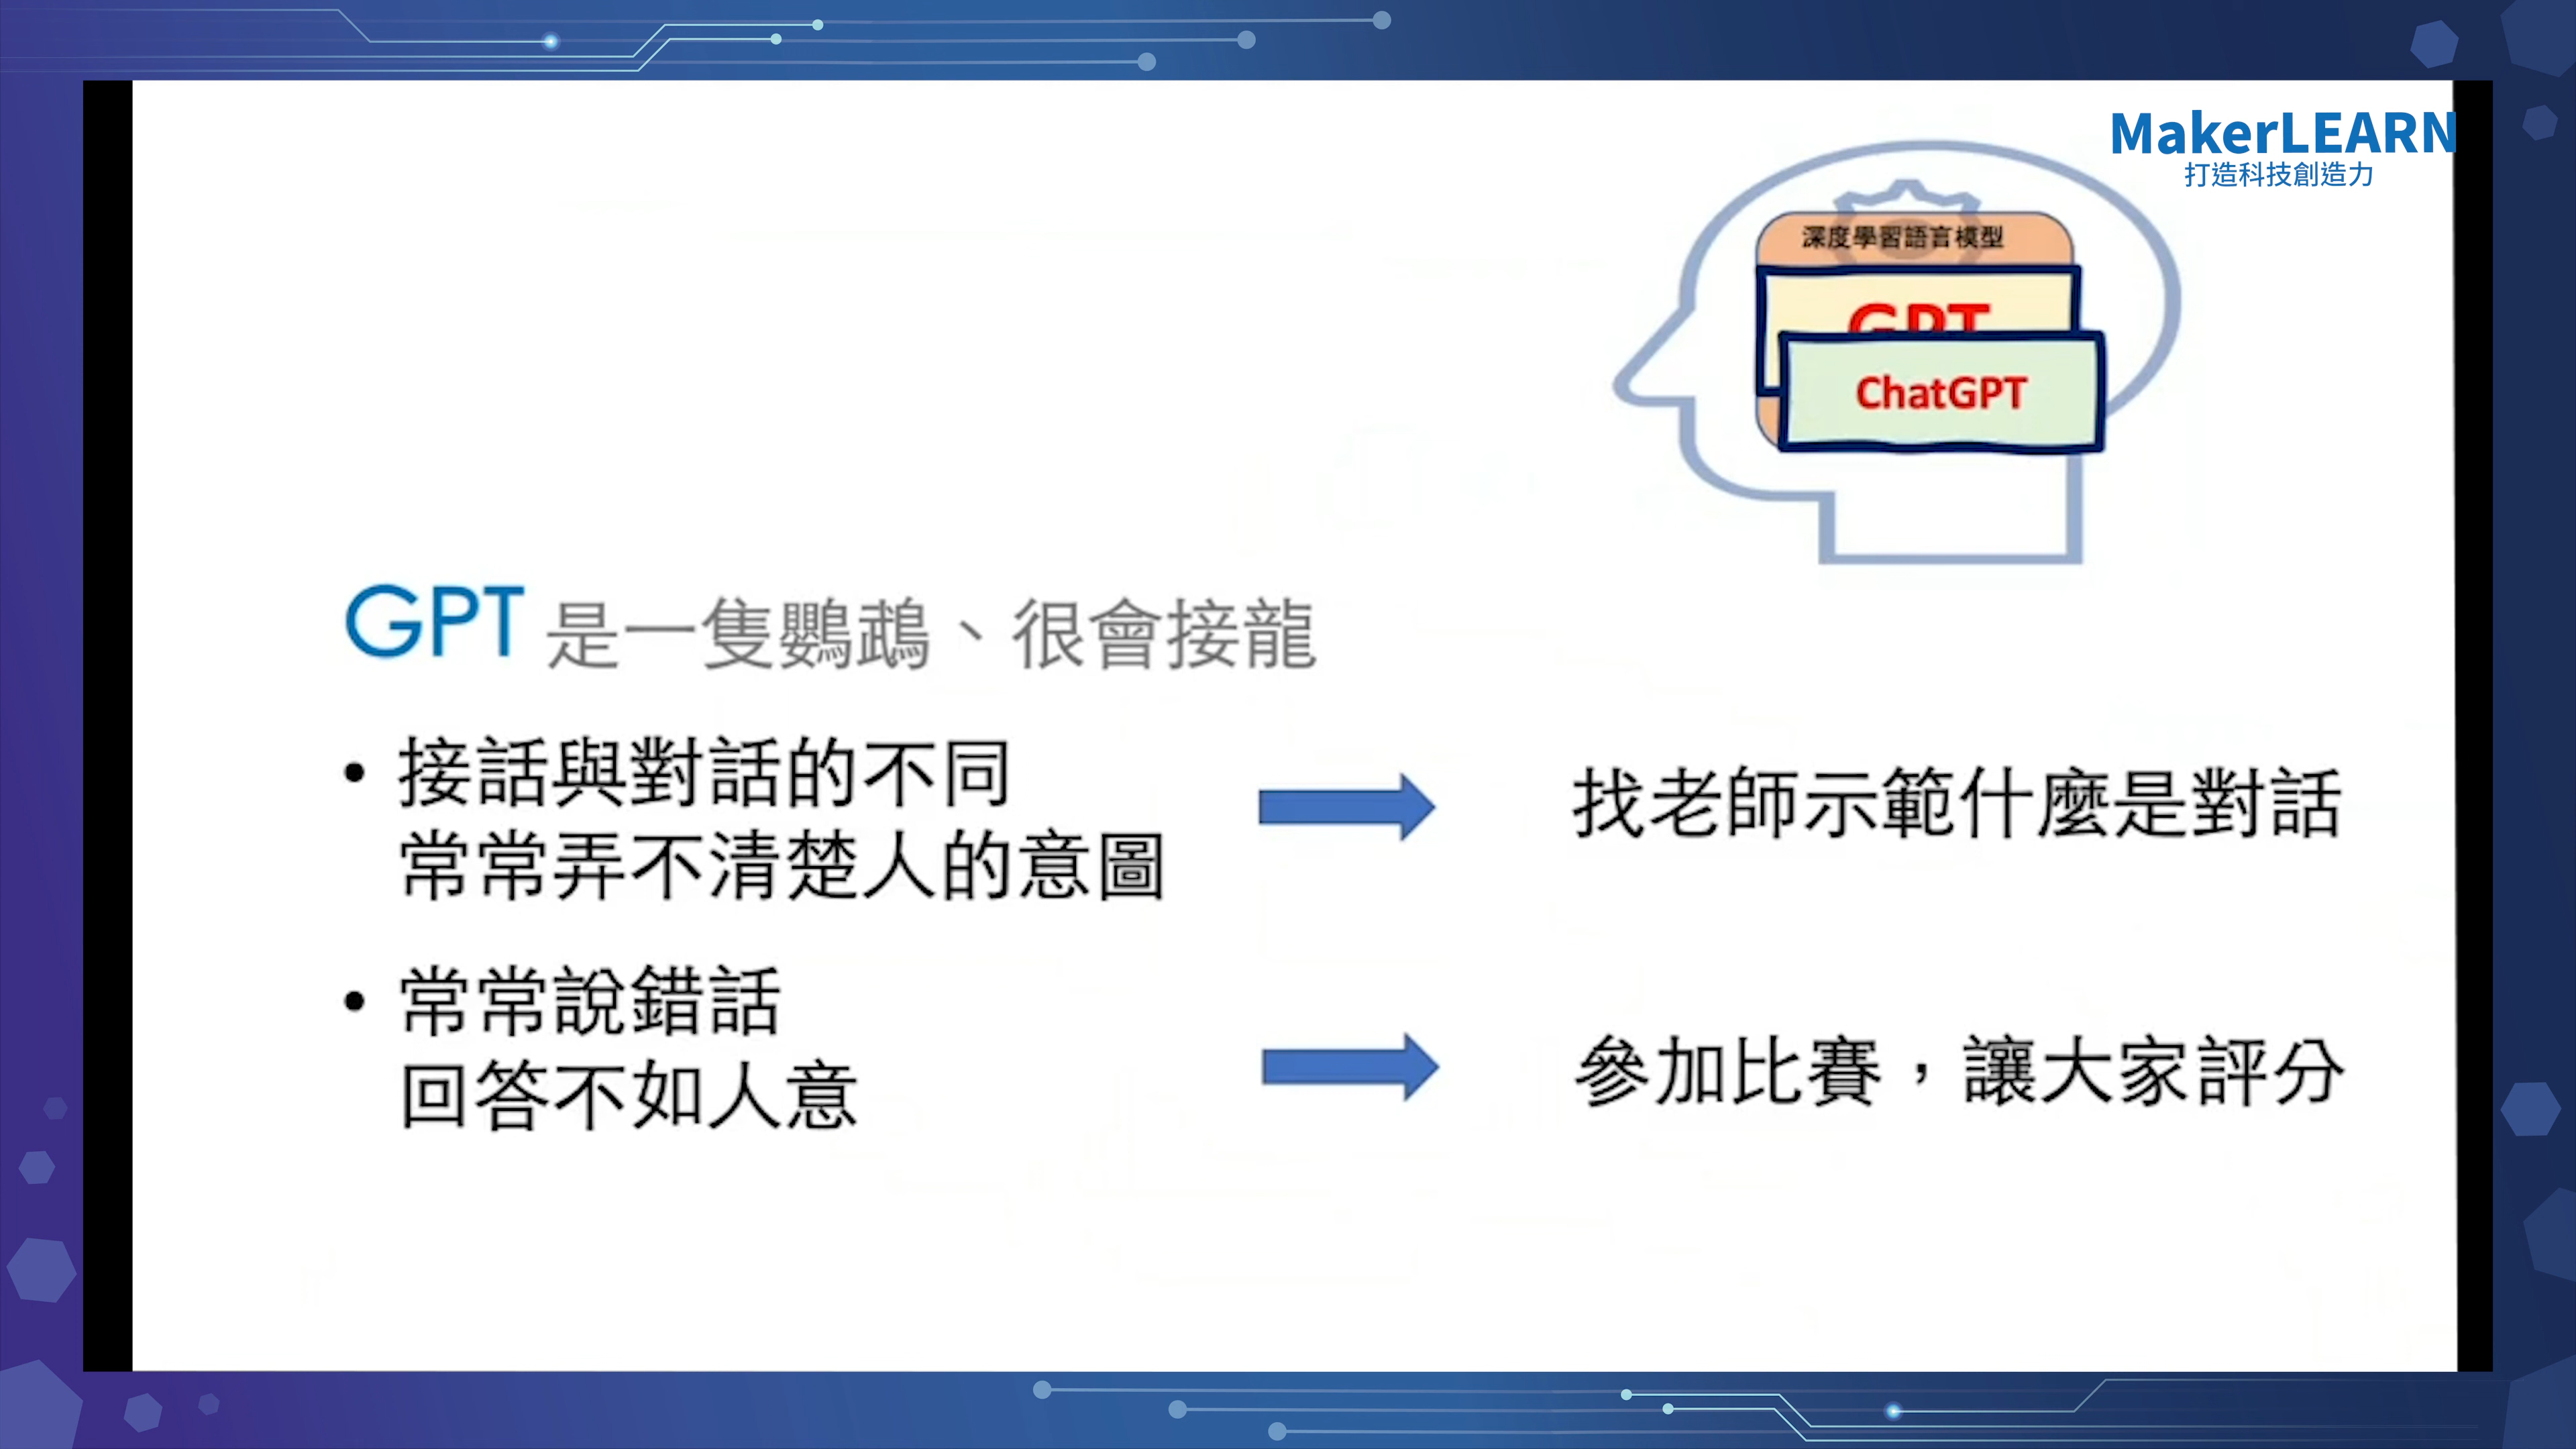 MakerLEARN
打造科技創造力
深度學習語言模型
GPT
ChatGPT
GPT 是一隻鸚鵡、很會接龍
• 接話與對話的不同
常常弄不清楚人的意圖
找老師示範什麼是對話
• 常常說錯話
回答不如人意
參加比賽，讓大家評分